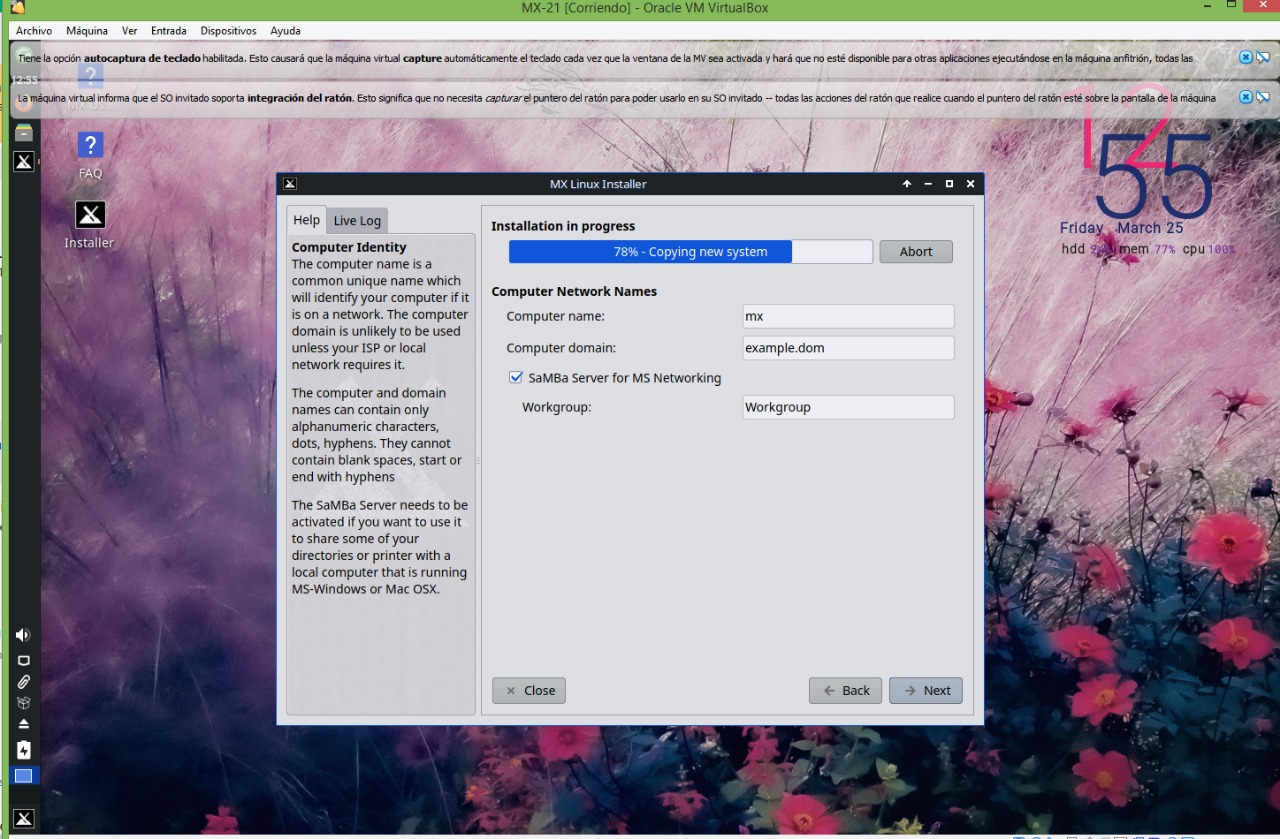 MX-21 [Corriendo] - Oracle VM VirtualBox
Archivo Máquina Ver Entrada Dispositivos Ayuda
Tiene la opción autocaptura de teclado habilitada. Esto causará que la máquina virtual capture automáticamente el teclado cada vez que la ventana de la MV sea activada y hará que no esté disponible para otras aplicaciones ejecutándose en la máquina anfitrión, todas las
12:55
La máquina virtual informa que el SO invitado soporta integración del ratón. Esto significa que no necesita capturar el puntero del ratón para poder usarlo en su SO invitado -- todas las acciones del ratón que realice cuando el puntero del ratón esté sobre la pantalla de la máquina
12
55
Friday March 25
hdd mem 77% cpu 100%
FAQ
Installer
MX Linux Installer
Help Live Log
Computer Identity
The computer name is a
common unique name which
will identify your computer if it
is on a network. The computer
domain is unlikely to be used
unless your ISP or local
network requires it.
The computer and domain
names can contain only
alphanumeric characters,
dots, hyphens. They cannot
contain blank spaces, start or
end with hyphens
The SaMBa Server needs to be
activated if you want to use it
to share some of your
directories or printer with a
local computer that is running
MS-Windows or Mac OSX.
Installation in progress
78% - Copying new system
Abort
Computer Network Names
Computer name: mx
Computer domain: example.dom
SaMBa Server for MS Networking
Workgroup: Workgroup
Close Back Next